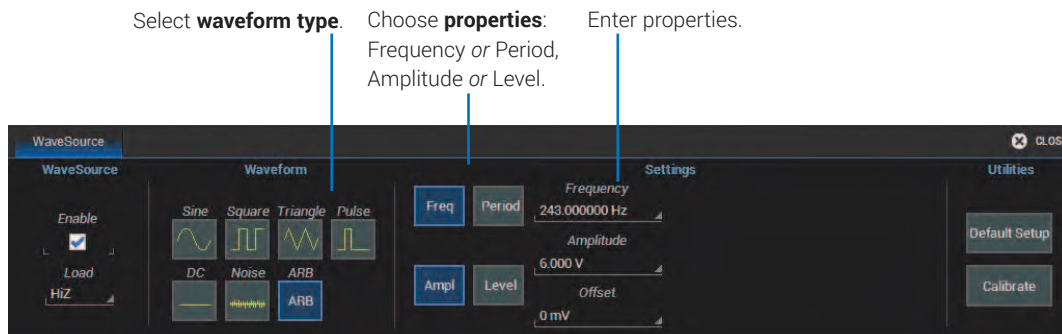 Select waveform type.
Choose properties:
Frequency or Period,
Amplitude or Level.
Enter properties.
WaveSource
CLOS
WaveSource
Waveform
Settings
Utilities
Enable
Load
HiZ
Sine Square Triangle Pulse
DC Noise ARB
ARB
Freq Period
Frequency
243.000000 Hz
Amplitude
6.000 V
Ampl Level
Offset
0 mV
Default Setup
Calibrate